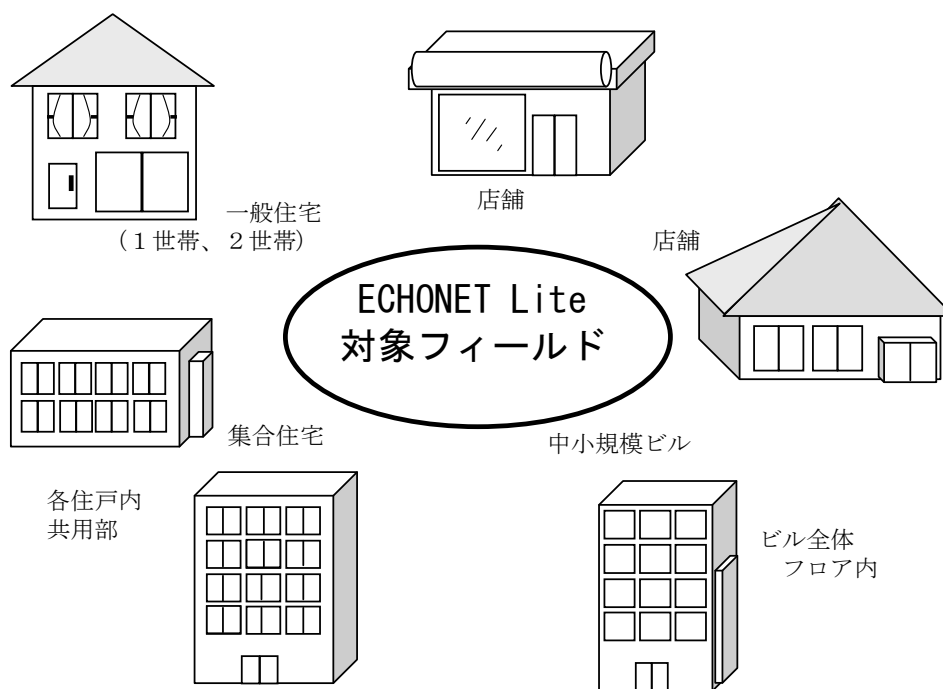 一般住宅
（１世帯、２世帯）
店舗
店舗
ECHONET Lite
対象フィールド
集合住宅
各住戸内
共用部
中小規模ビル
ビル全体
フロア内